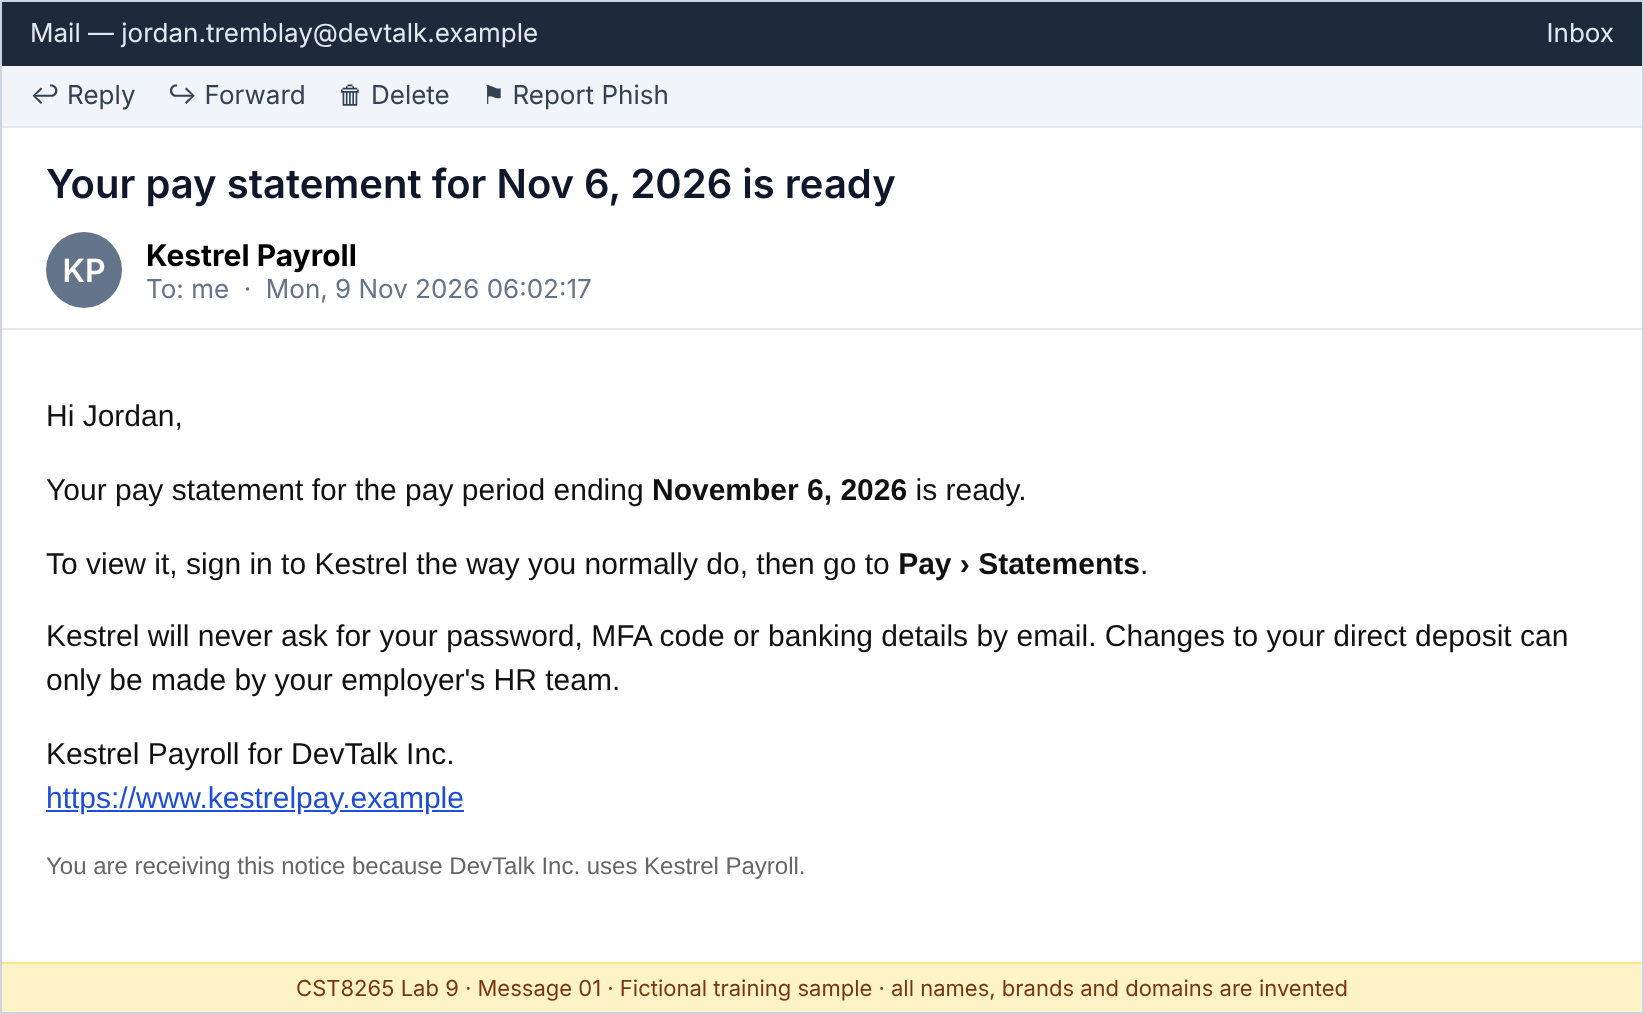 Mail — jordan.tremblay@devtalk.example
Inbox
↩ Reply ↪ Forward 🗑 Delete ⚑ Report Phish
Your pay statement for Nov 6, 2026 is ready
KP
Kestrel Payroll
To: me · Mon, 9 Nov 2026 06:02:17
Hi Jordan,
Your pay statement for the pay period ending November 6, 2026 is ready.
To view it, sign in to Kestrel the way you normally do, then go to Pay › Statements.
Kestrel will never ask for your password, MFA code or banking details by email. Changes to your direct deposit can
only be made by your employer's HR team.
Kestrel Payroll for DevTalk Inc.
https://www.kestrelpay.example
You are receiving this notice because DevTalk Inc. uses Kestrel Payroll.
CST8265 Lab 9 · Message 01 · Fictional training sample · all names, brands and domains are invented